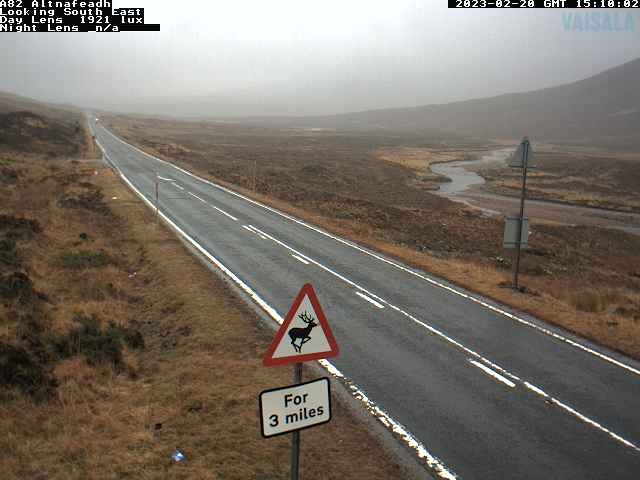 A82 Altnafeadh
2023-02-20 GMT 15:10:02
Looking South East
Day Lens 1921 lux
Night Lens n/a
VAISALA
For
3 miles